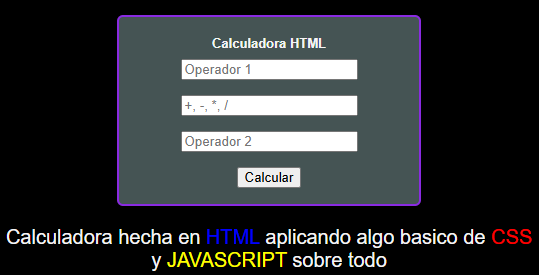 Calculadora HTML
Operador 1
+, -, *, /
Operador 2
Calcular
Calculadora hecha en HTML aplicando algo basico de CSS
y JAVASCRIPT sobre todo